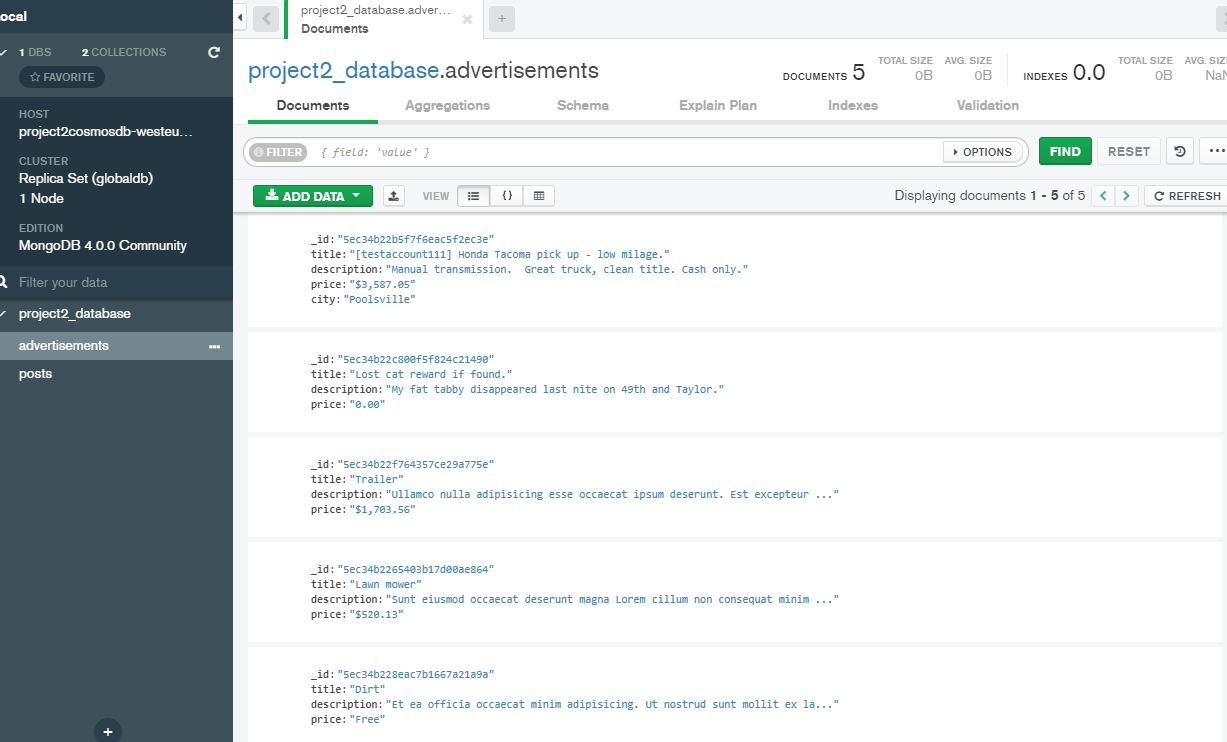 ocal
1 DBS 2 COLLECTIONS
FAVORITE
HOST
project2cosmosdb-westeu...
CLUSTER
Replica Set (globaldb)
1 Node
EDITION
MongoDB 4.0.0 Community
Filter your data
project2_database
advertisements
posts
project2_database.adver...
Documents
project2_database.advertisements
DOCUMENTS 5 TOTAL SIZE 0B AVG. SIZE 0B INDEXES 0.0 TOTAL SIZE 0B AVG. SIZ NaN
Documents Aggregations Schema Explain Plan Indexes Validation
FILTER { field: 'value' } OPTIONS FIND RESET
ADD DATA VIEW {} Displaying documents 1 - 5 of 5 REFRESH
_id: "5ec34b22b5f7f6eac5f2ec3e"
title: "[testaccount111] Honda Tacoma pick up - low milage."
description: "Manual transmission.  Great truck, clean title. Cash only."
price: "$3,587.05"
city: "Poolsville"
_id: "5ec34b22c800f5f824c21490"
title: "Lost cat reward if found."
description: "My fat tabby disappeared last nite on 49th and Taylor."
price: "0.00"
_id: "5ec34b22f764357ce29a775e"
title: "Trailer"
description: "Ullamco nulla adipisicing esse occaecat ipsum deserunt. Est excepteur ..."
price: "$1,703.56"
_id: "5ec34b2265403b17d00ae864"
title: "Lawn mower"
description: "Sunt eiusmod occaecat deserunt magna Lorem cillum non consequat minim ..."
price: "$520.13"
_id: "5ec34b228eac7b1667a21a9a"
title: "Dirt"
description: "Et ea officia occaecat minim adipisicing. Ut nostrud sunt mollit ex la..."
price: "Free"